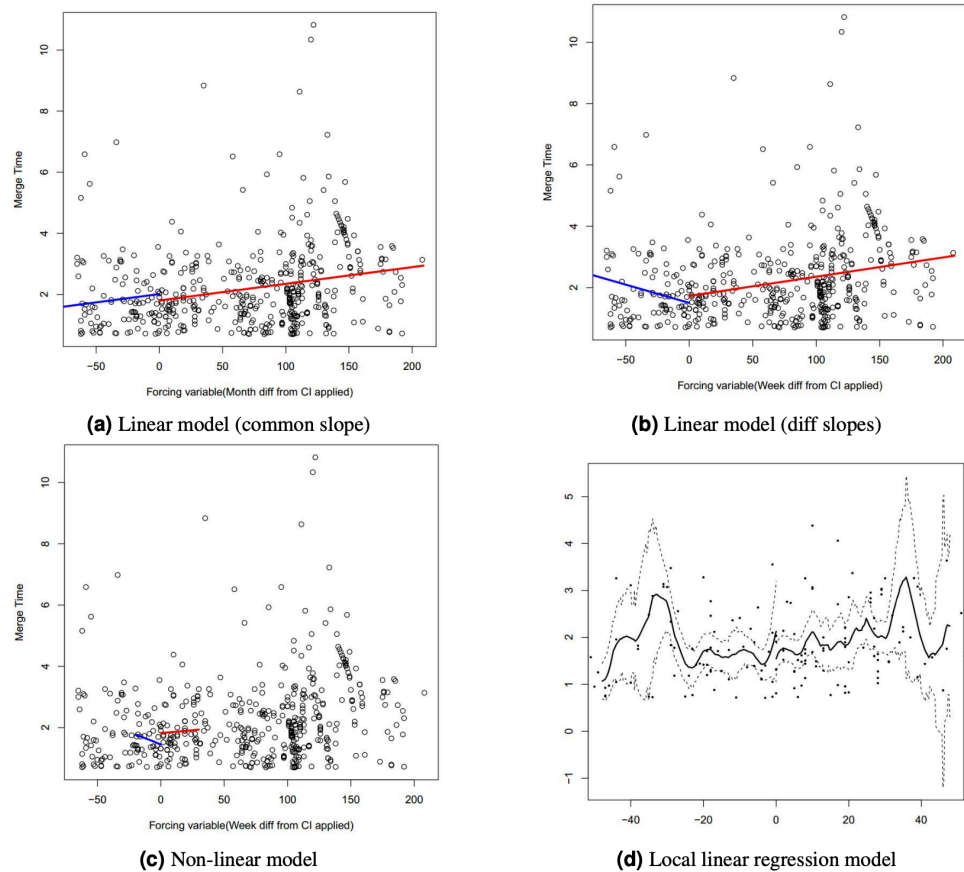 10
8
6
4
2
Merge Time
−50 0 50 100 150 200
Forcing variable(Month diff from CI applied)
(a) Linear model (common slope)
10
8
6
4
2
Merge Time
−50 0 50 100 150 200
Forcing variable(Week diff from CI applied)
(b) Linear model (diff slopes)
10
8
6
4
2
Merge Time
−50 0 50 100 150 200
Forcing variable(Week diff from CI applied)
(c) Non-linear model
5
4
3
2
1
0
−1
−40 −20 0 20 40
(d) Local linear regression model